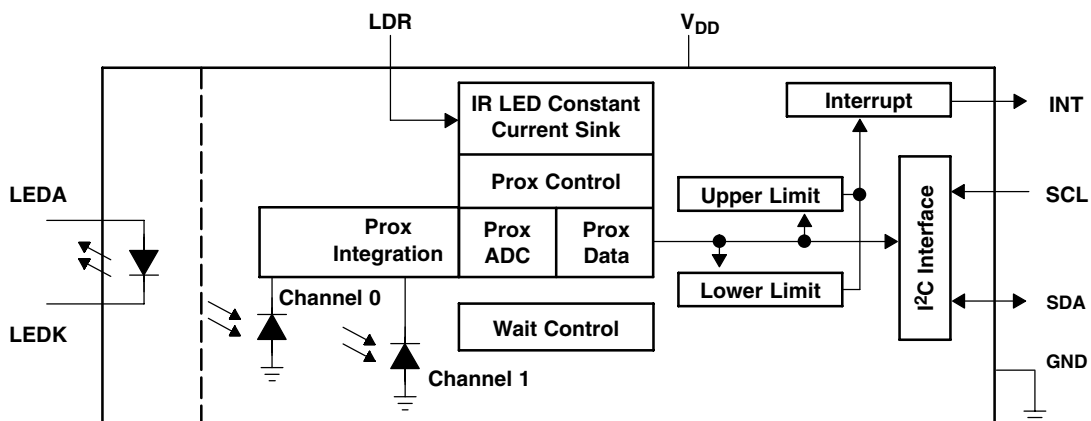 LDR
V_DD
IR LED Constant
Current Sink
Interrupt
INT
Prox Control
LEDA
Upper Limit
SCL
Prox
Integration
Prox
ADC
Prox
Data
I²C Interface
Channel 0
Lower Limit
SDA
LEDK
Wait Control
GND
Channel 1